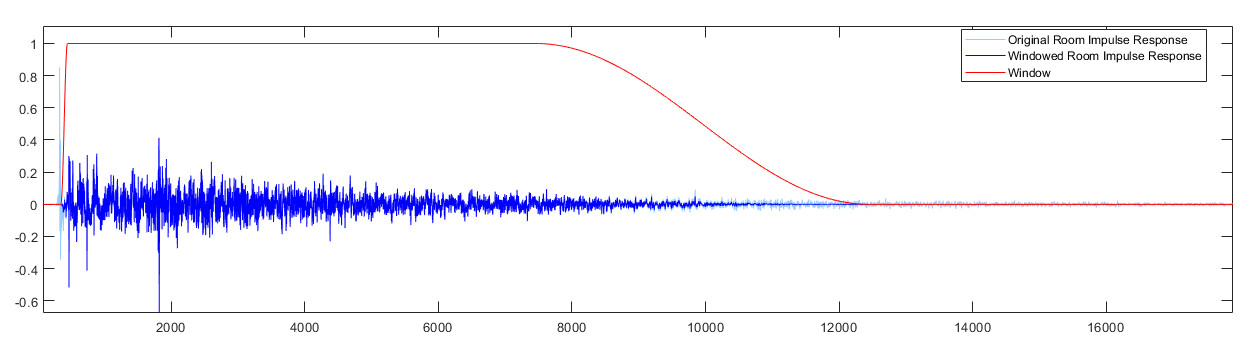 1
0.8
0.6
0.4
0.2
0
-0.2
-0.4
-0.6
2000 4000 6000 8000 10000 12000 14000 16000
Original Room Impulse Response
Windowed Room Impulse Response
Window